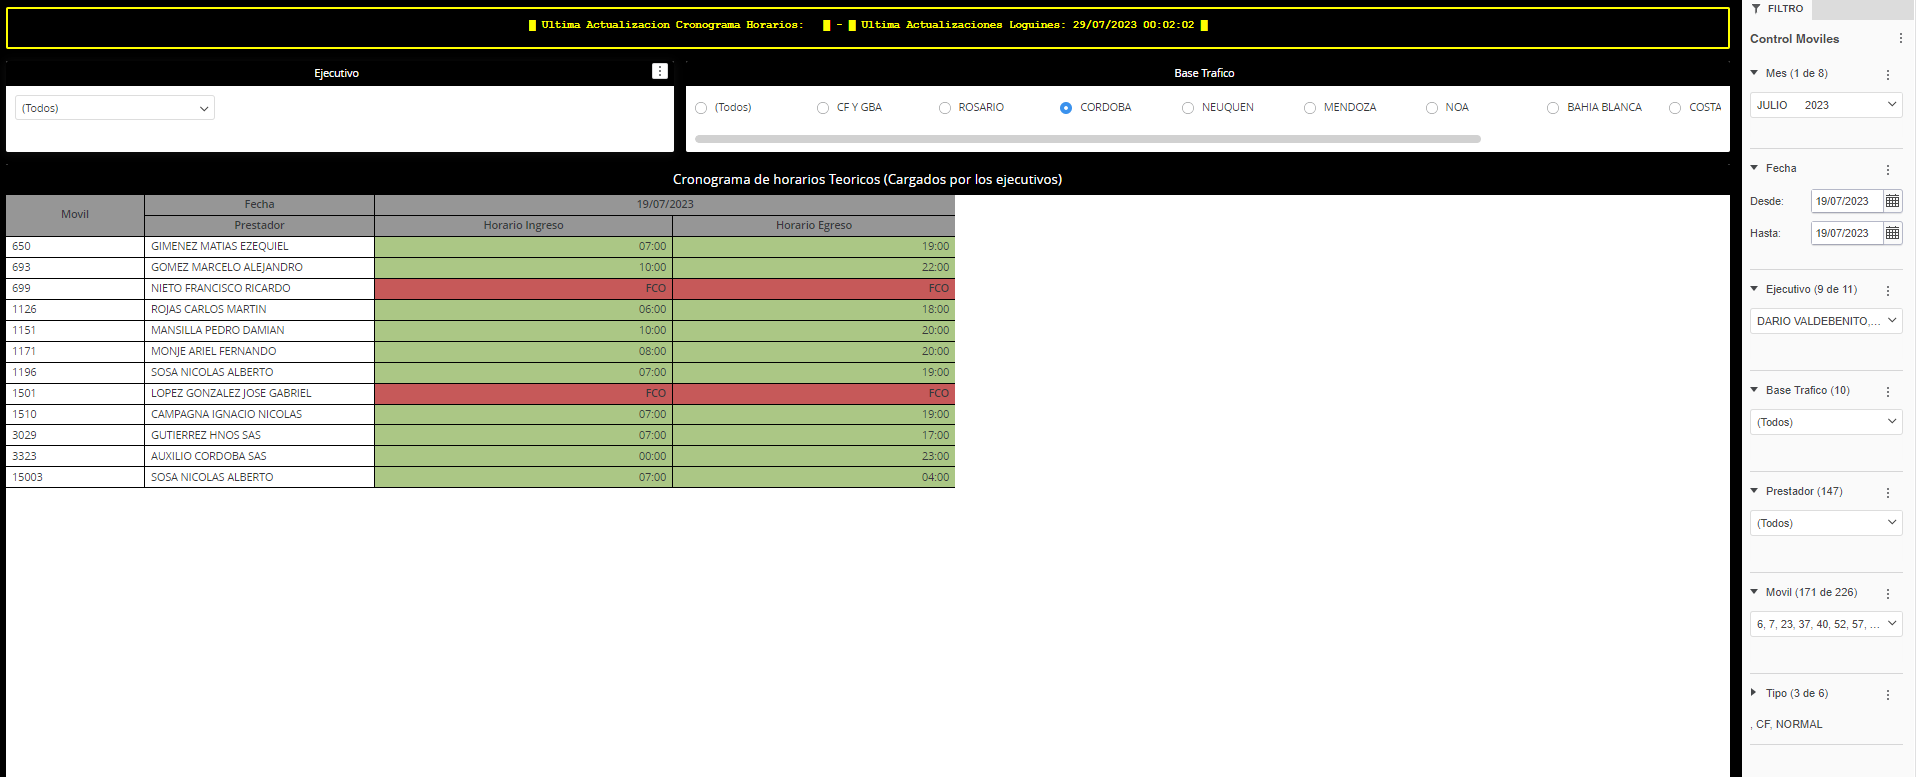 Ultima Actualizacion Cronograma Horarios: - Ultima Actualizaciones Loguines: 29/07/2023 00:02:02
Ejecutivo
(Todos)
Base Trafico
(Todos) CF Y GBA ROSARIO CORDOBA NEUQUEN MENDOZA NOA BAHIA BLANCA COSTA
Cronograma de horarios Teoricos (Cargados por los ejecutivos)
Movil Fecha 19/07/2023
Prestador Horario Ingreso Horario Egreso
650 GIMENEZ MATIAS EZEQUIEL 07:00 19:00
693 GOMEZ MARCELO ALEJANDRO 10:00 22:00
699 NIETO FRANCISCO RICARDO FCO FCO
1126 ROJAS CARLOS MARTIN 06:00 18:00
1151 MANSILLA PEDRO DAMIAN 10:00 20:00
1171 MONJE ARIEL FERNANDO 08:00 20:00
1196 SOSA NICOLAS ALBERTO 07:00 19:00
1501 LOPEZ GONZALEZ JOSE GABRIEL FCO FCO
1510 CAMPAGNA IGNACIO NICOLAS 07:00 19:00
3029 GUTIERREZ HNOS SAS 07:00 17:00
3323 AUXILIO CORDOBA SAS 00:00 23:00
15003 SOSA NICOLAS ALBERTO 07:00 04:00
FILTRO
Control Moviles
Mes (1 de 8)
JULIO 2023
Fecha
Desde: 19/07/2023
Hasta: 19/07/2023
Ejecutivo (9 de 11)
DARIO VALDEBENITO,...
Base Trafico (10)
(Todos)
Prestador (147)
(Todos)
Movil (171 de 226)
6, 7, 23, 37, 40, 52, 57, ...
Tipo (3 de 6)
, CF, NORMAL